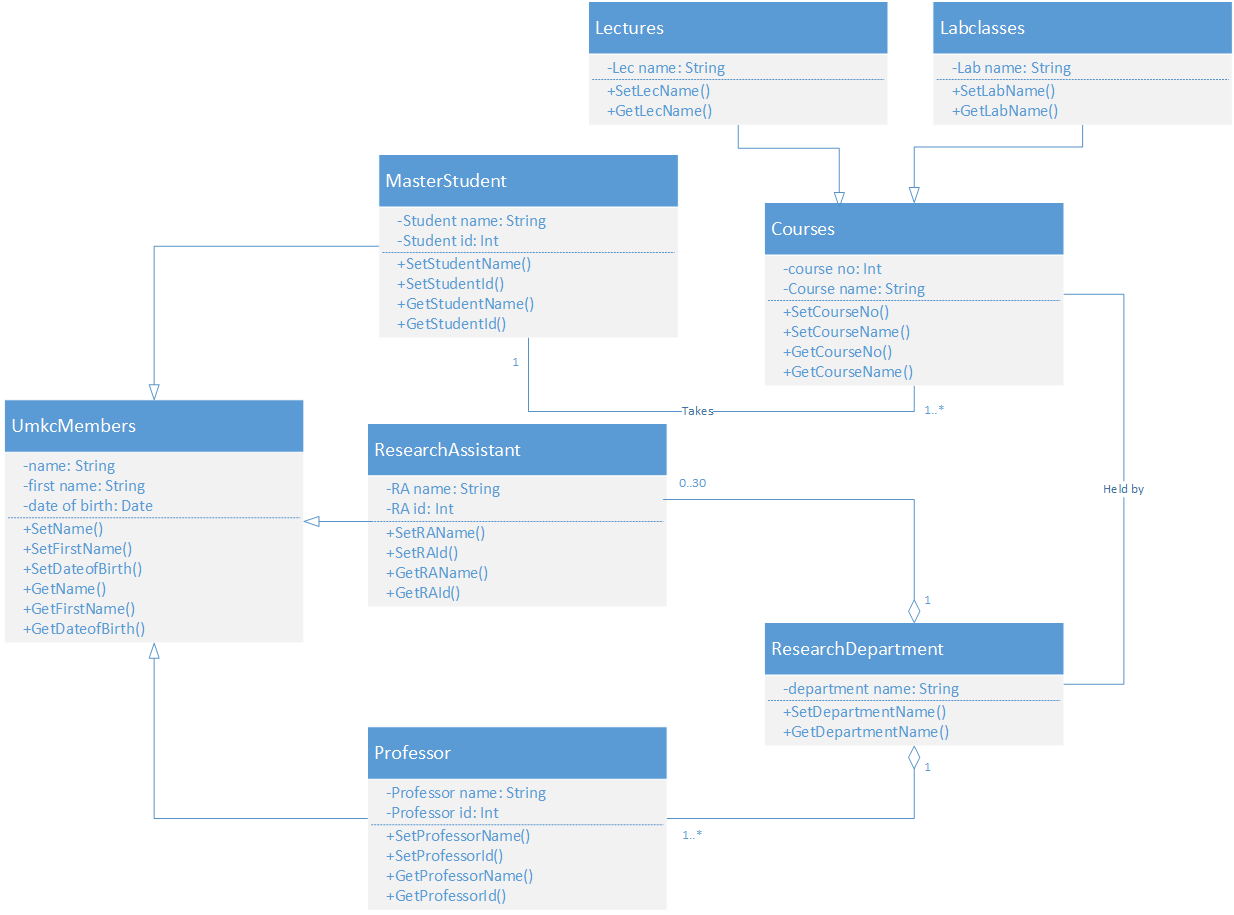 Lectures
-Lec name: String
+SetLecName()
+GetLecName()
Labclasses
-Lab name: String
+SetLabName()
+GetLabName()
MasterStudent
-Student name: String
-Student id: Int
+SetStudentName()
+SetStudentId()
+GetStudentName()
+GetStudentId()
Courses
-course no: Int
-Course name: String
+SetCourseNo()
+SetCourseName()
+GetCourseNo()
+GetCourseName()
1
Takes
1..*
UmkcMembers
-name: String
-first name: String
-date of birth: Date
+SetName()
+SetFirstName()
+SetDateofBirth()
+GetName()
+GetFirstName()
+GetDateofBirth()
ResearchAssistant
-RA name: String
-RA id: Int
+SetRAName()
+SetRAId()
+GetRAName()
+GetRAId()
0..30
Held by
1
ResearchDepartment
-department name: String
+SetDepartmentName()
+GetDepartmentName()
1
Professor
-Professor name: String
-Professor id: Int
+SetProfessorName()
+SetProfessorId()
+GetProfessorName()
+GetProfessorId()
1..*